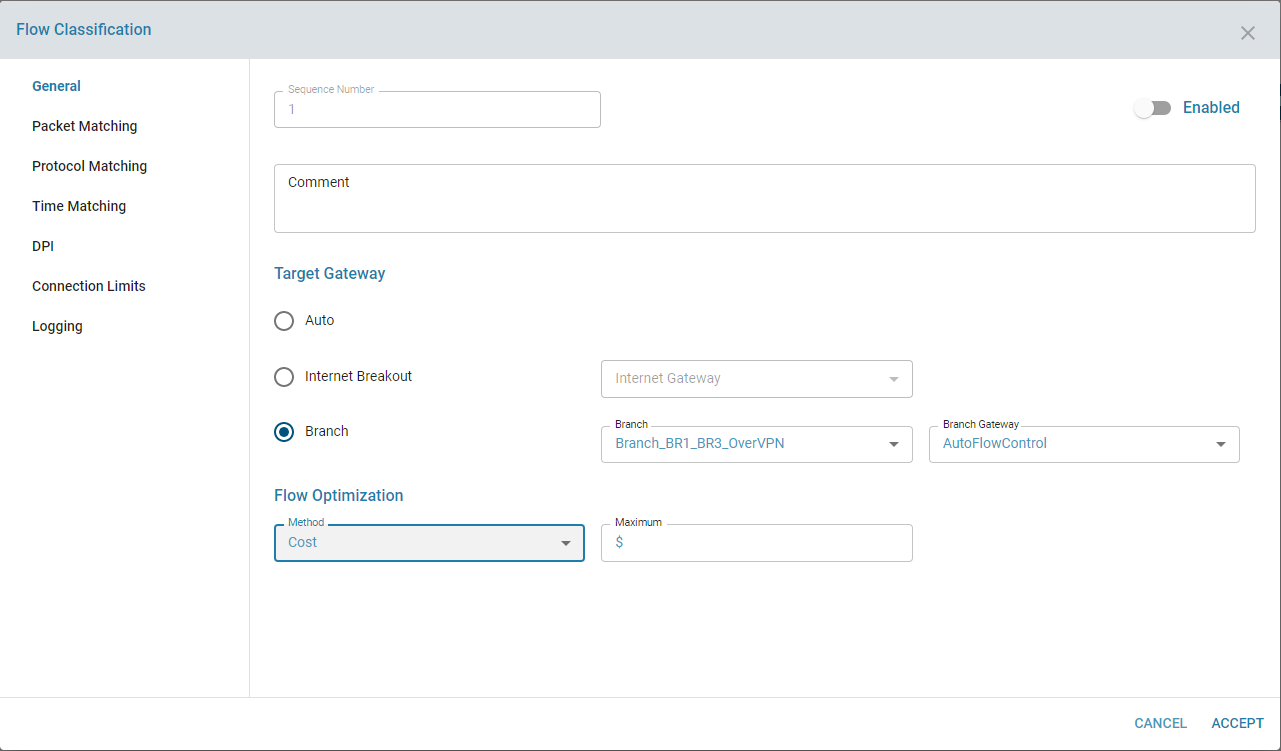 Flow Classification
General
Packet Matching
Protocol Matching
Time Matching
DPI
Connection Limits
Logging
Sequence Number
1
Enabled
Comment
Target Gateway
Auto
Internet Breakout
Internet Gateway
Branch
Branch
Branch_BR1_BR3_OverVPN
Branch Gateway
AutoFlowControl
Flow Optimization
Method
Cost
Maximum
$
CANCEL
ACCEPT